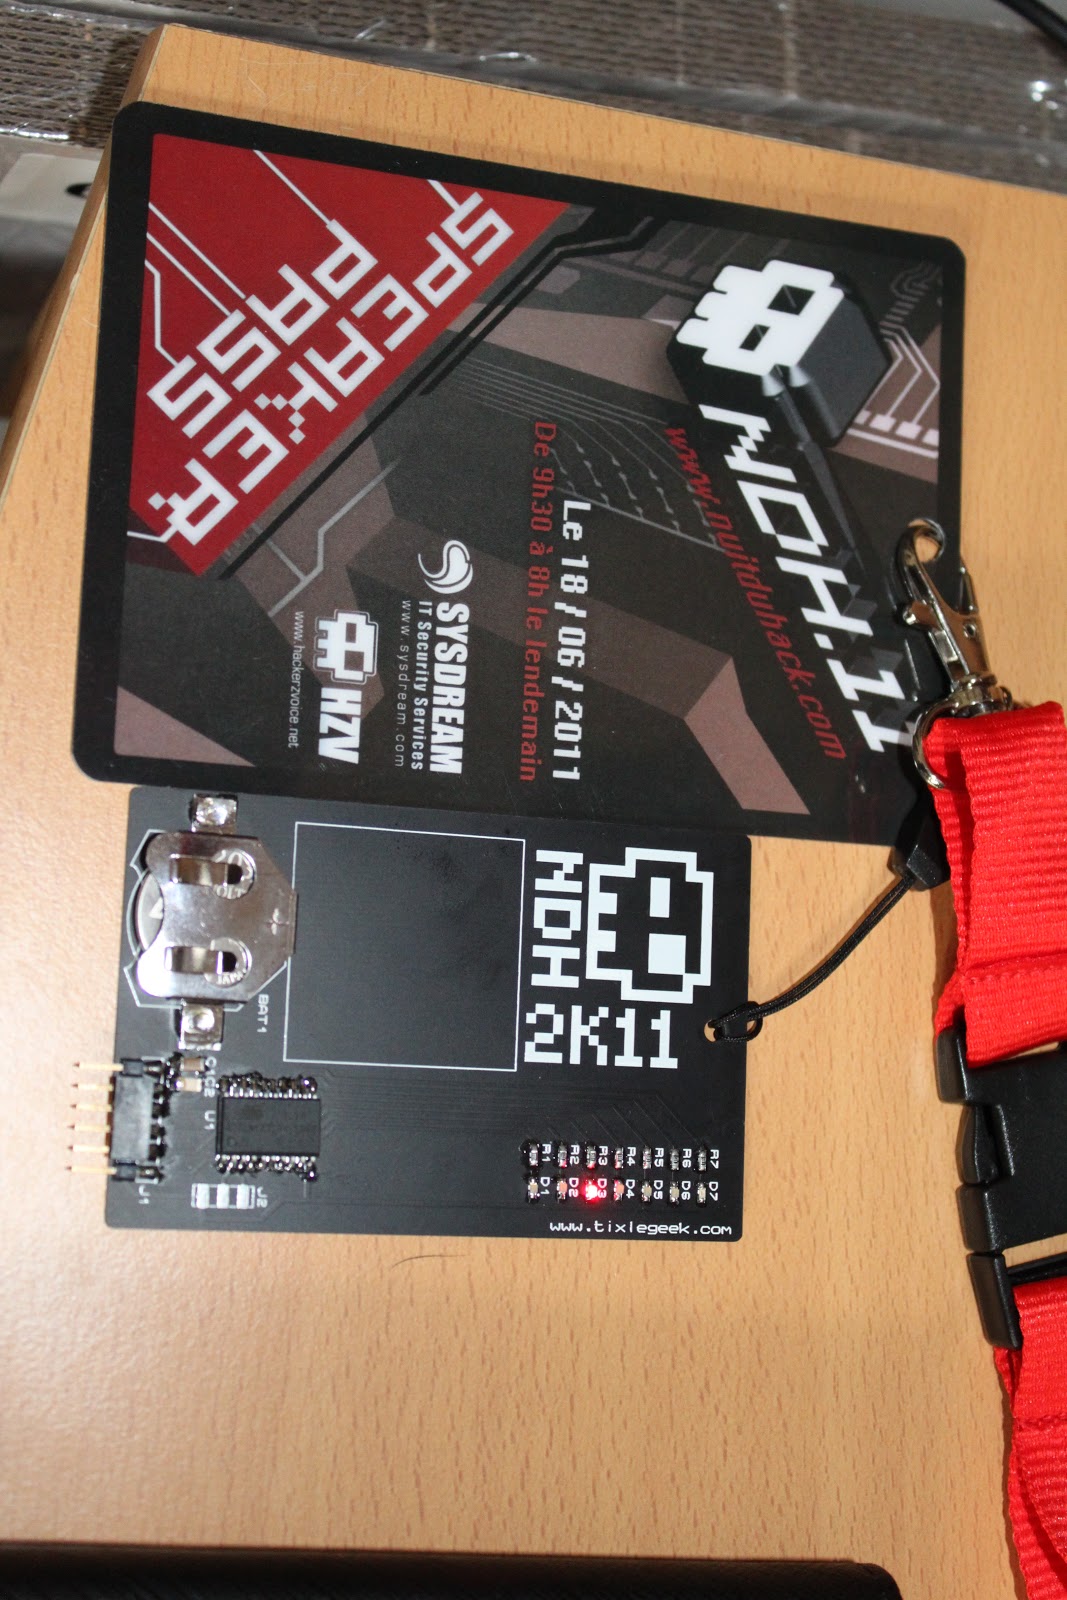 NDH.11
www.nuitduhack.com
Le 18/06/2011
De 9h30 à 8h le lendemain
SYSDREAM
IT Security Services
www.sysdream.com
HZV
www.hackerzvoice.net
SPEAKER
PASS
SPEAKER
NDH
2K11
BAT1
C2
U1
J1
J2
R1 R2 R3 R4 R5 R6 R7
D1 D2 D3 D4 D5 D6 D7
www.tixlegeek.com